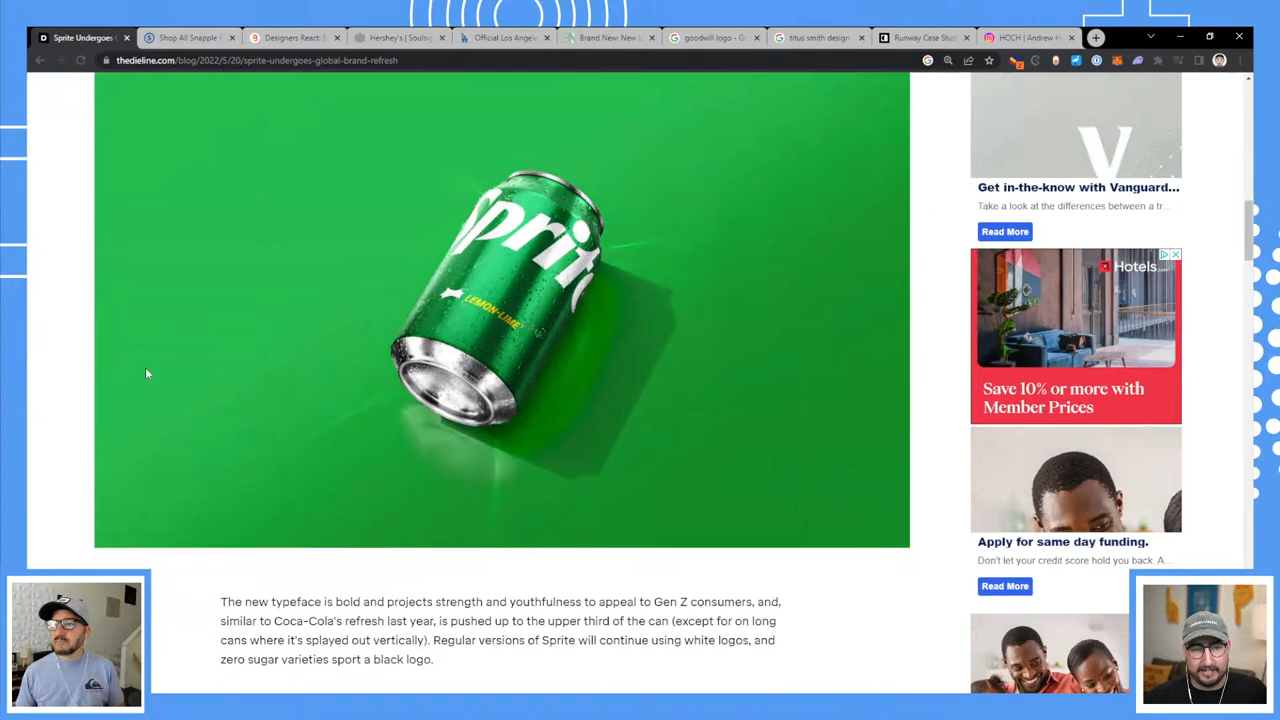 Sprite Undergoes
Shop All Snapple
Designers React: S
Hershey's | Soulsig
Official Los Angele
Brand New: New L
goodwill logo - Go
titus smith design
Runway Case Stud
HOCH | Andrew H
thedieline.com/blog/2022/5/20/sprite-undergoes-global-brand-refresh
Sprite
LEMON-LIME
V
Get in-the-know with Vanguard...
Take a look at the differences between a tr...
Read More
Hotels
Save 10% or more with
Member Prices
Apply for same day funding.
Don't let your credit score hold you back. A...
Read More
The new typeface is bold and projects strength and youthfulness to appeal to Gen Z consumers, and,
similar to Coca-Cola's refresh last year, is pushed up to the upper third of the can (except for on long
cans where it's splayed out vertically). Regular versions of Sprite will continue using white logos, and
zero sugar varieties sport a black logo.